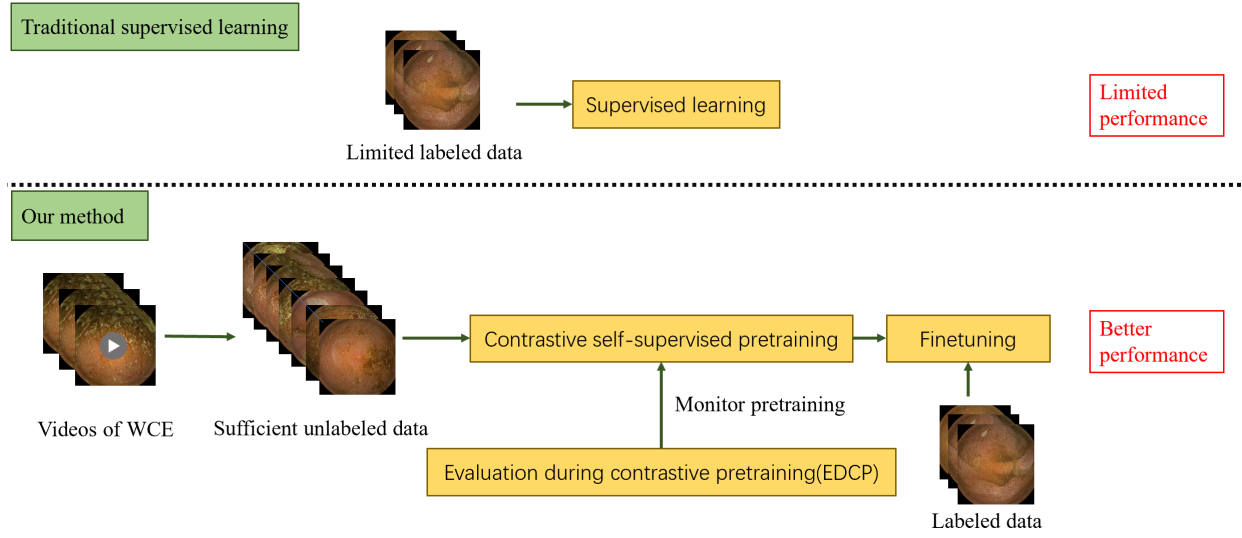 Traditional supervised learning
Supervised learning
Limited
performance
Limited labeled data
Our method
Contrastive self-supervised pretraining
Finetuning
Better
performance
Monitor pretraining
Videos of WCE
Sufficient unlabeled data
Evaluation during contrastive pretraining(EDCP)
Labeled data